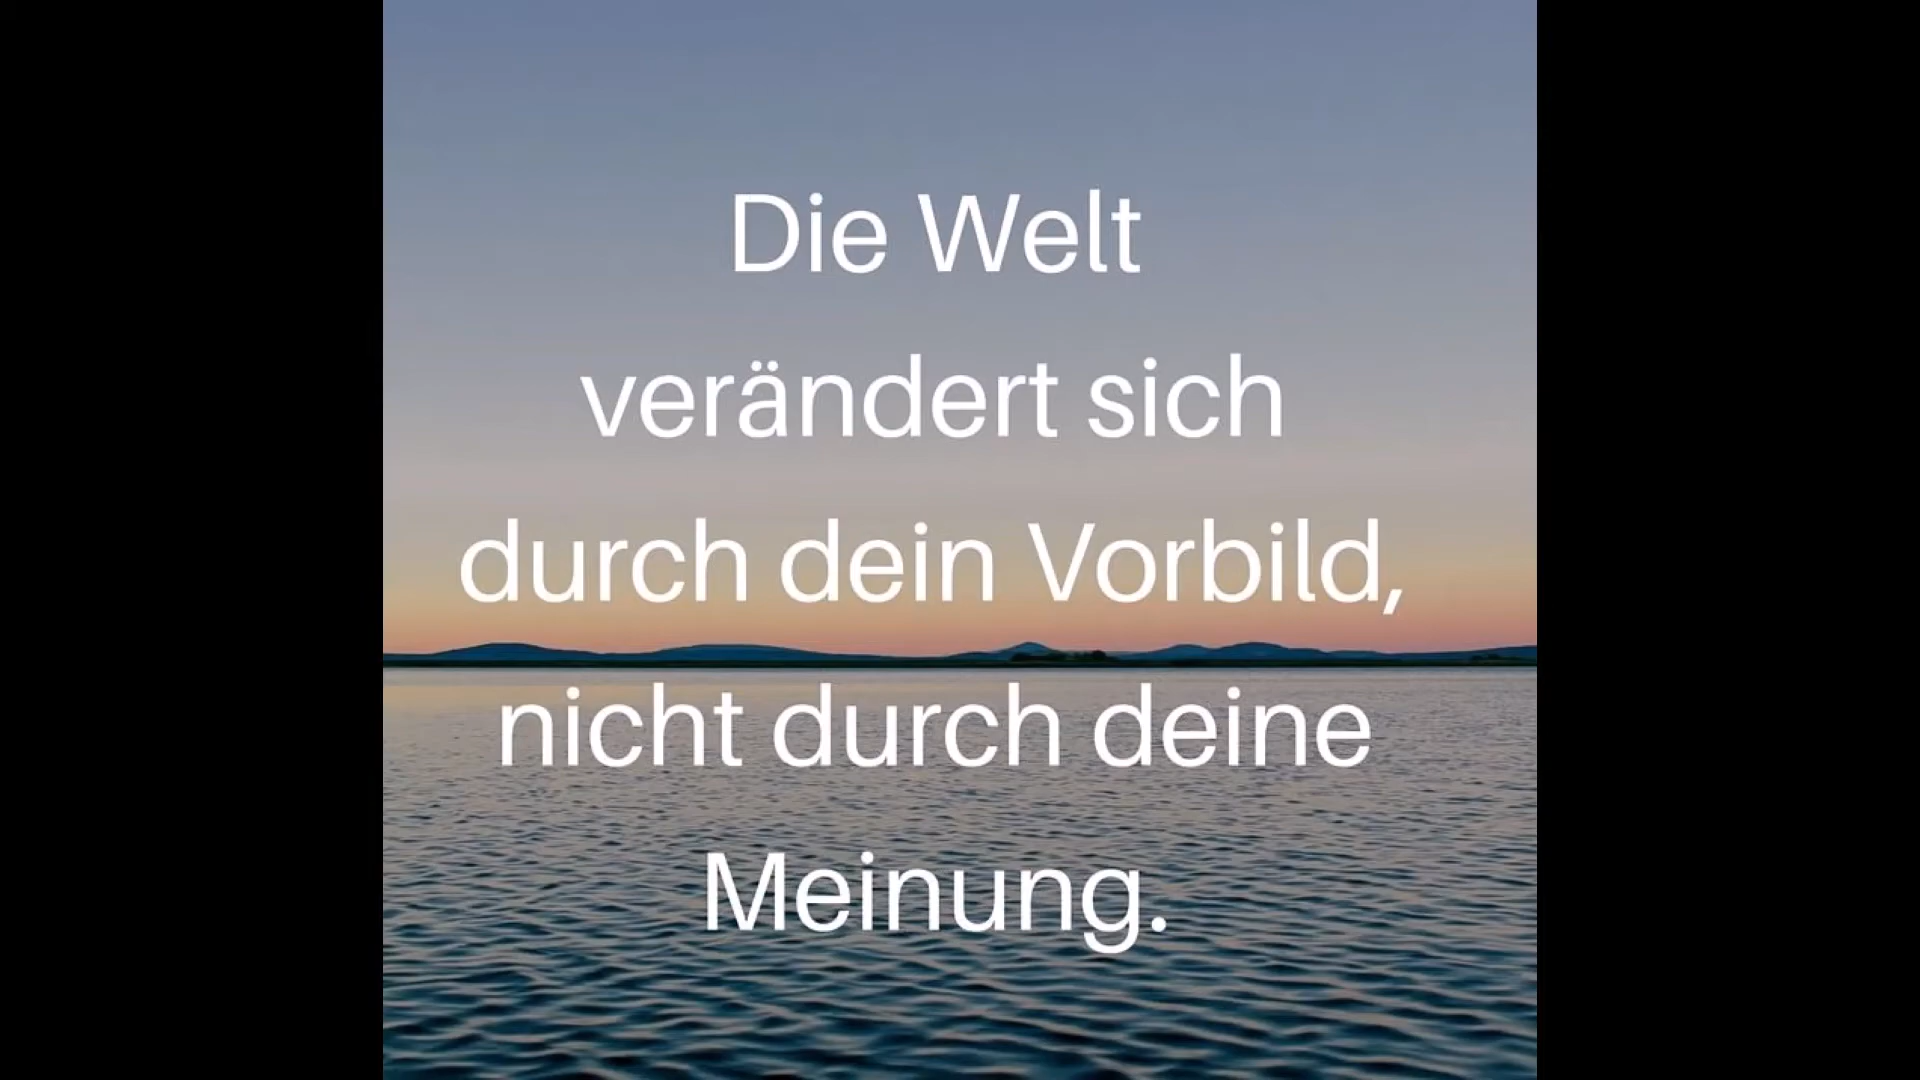 Die Welt
verändert sich
durch dein Vorbild,
nicht durch deine
Meinung.